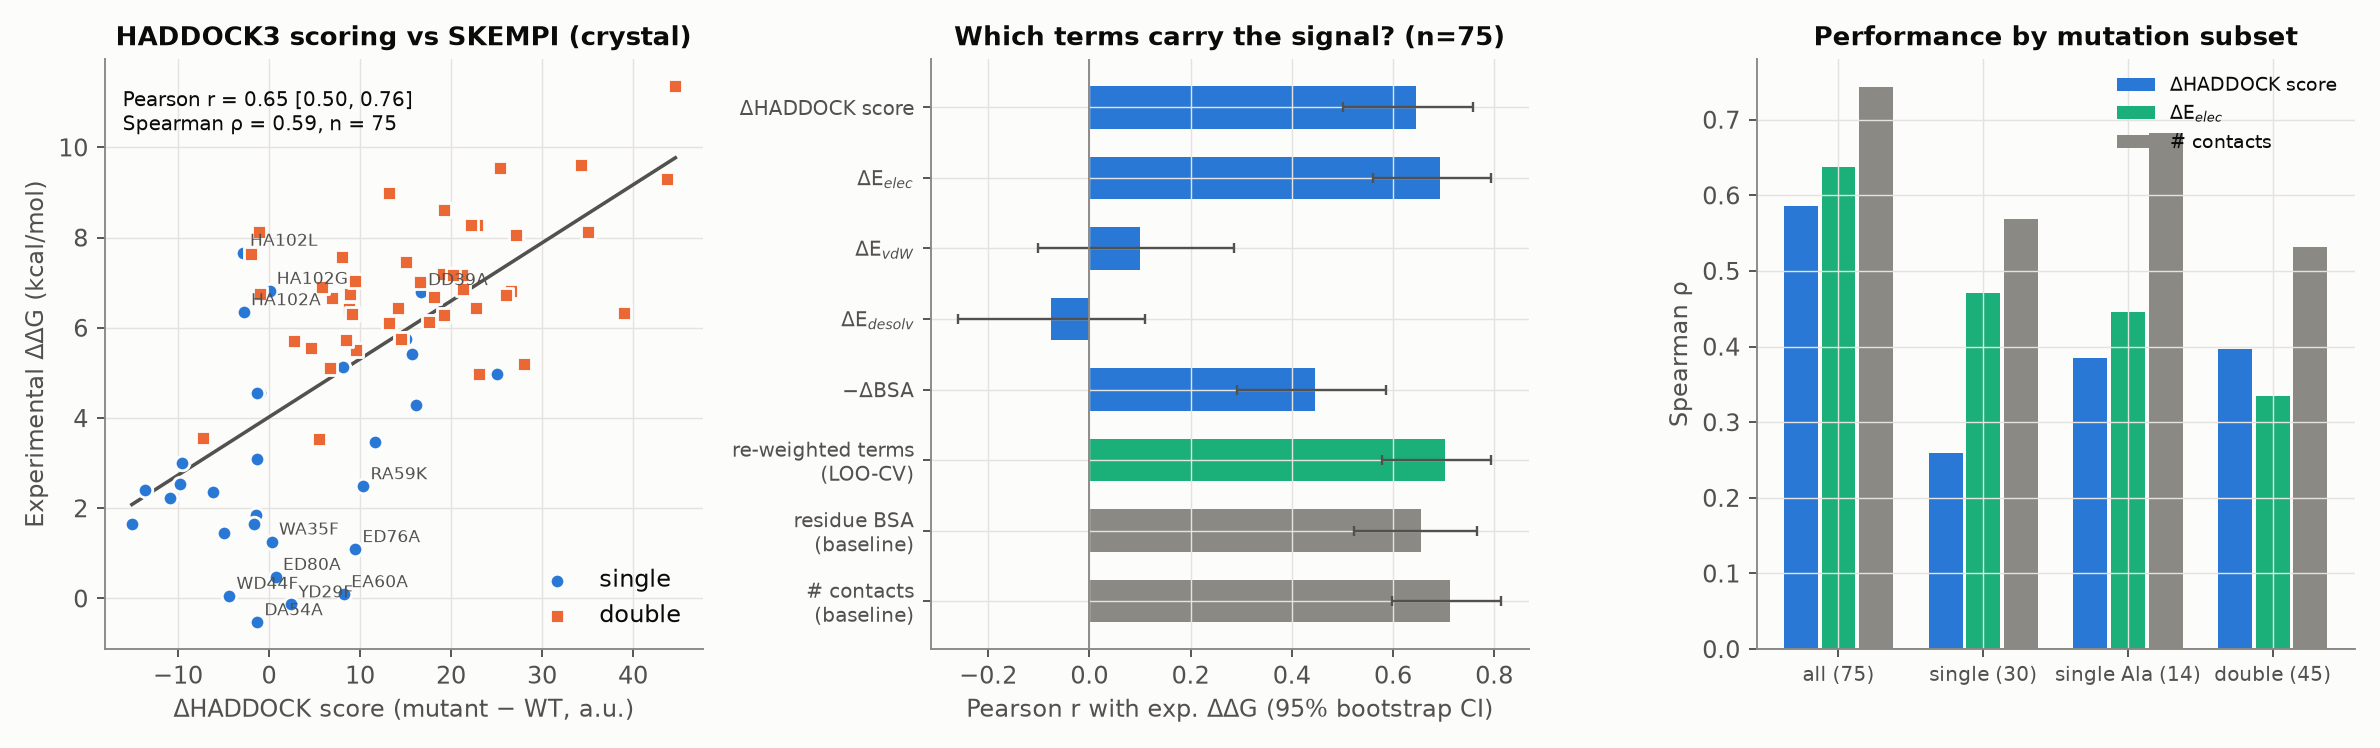 HADDOCK3 scoring vs SKEMPI (crystal)
Pearson r = 0.65 [0.50, 0.76]
Spearman ρ = 0.59, n = 75
Experimental ΔΔG (kcal/mol)
10
8
6
4
2
0
HA102L
HA102G
HA102A
DD39A
RA59K
WA35F
ED76A
ED80A
WD44F
YD29F
EA60A
DA54A
single
double
−10
0
10
20
30
40
ΔHADDOCK score (mutant − WT, a.u.)
Which terms carry the signal? (n=75)
ΔHADDOCK score
ΔE_elec
ΔE_vdW
ΔE_desolv
−ΔBSA
re-weighted terms
(LOO-CV)
residue BSA
(baseline)
# contacts
(baseline)
−0.2
0.0
0.2
0.4
0.6
0.8
Pearson r with exp. ΔΔG (95% bootstrap CI)
Performance by mutation subset
ΔHADDOCK score
ΔE_elec
# contacts
Spearman ρ
0.7
0.6
0.5
0.4
0.3
0.2
0.1
0.0
all (75)
single (30)
single Ala (14)
double (45)